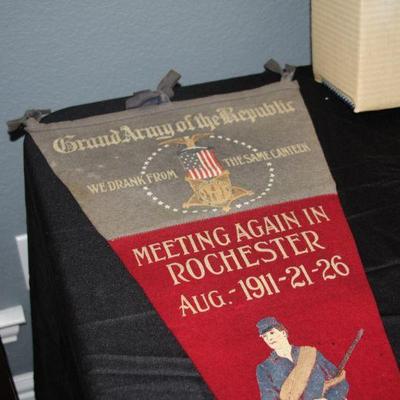 Grand Army of the Republic
WE DRANK FROM THE SAME CANTEEN
MEETING AGAIN IN
ROCHESTER
AUG.-1911-21-26